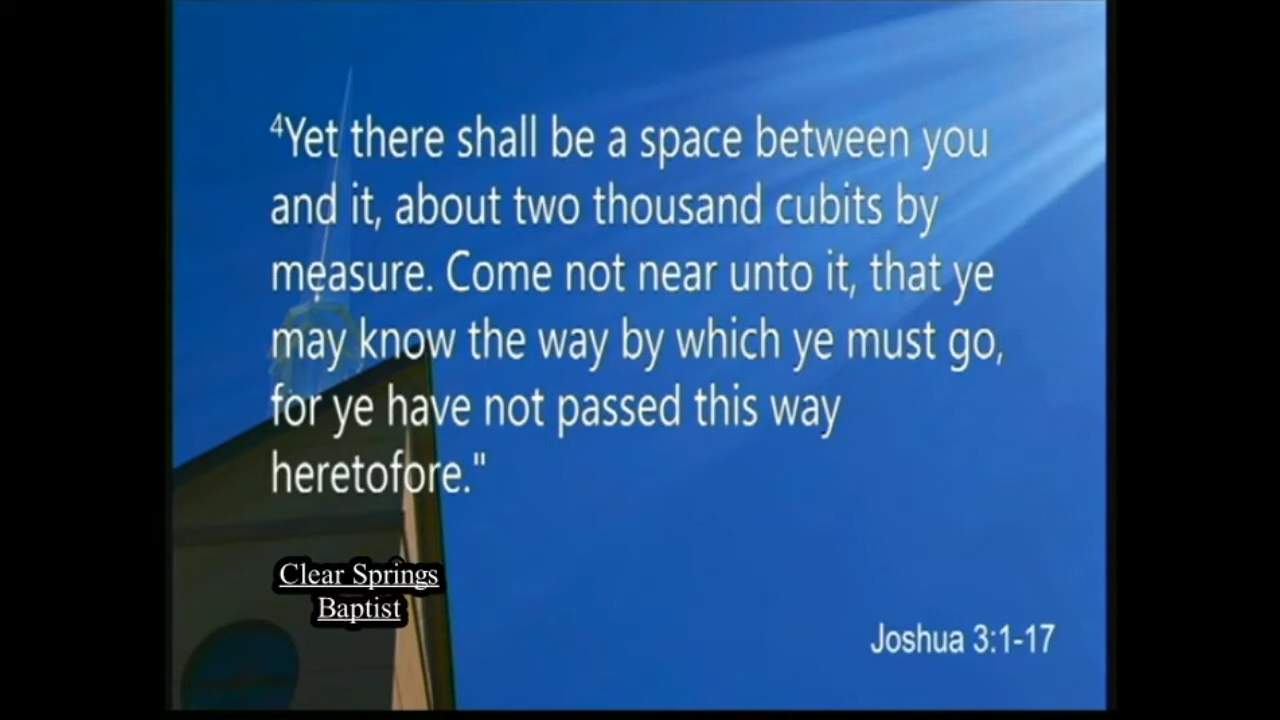 ⁴Yet there shall be a space between you
and it, about two thousand cubits by
measure. Come not near unto it, that ye
may know the way by which ye must go,
for ye have not passed this way
heretofore."
Clear Springs
Baptist
Joshua 3:1-17